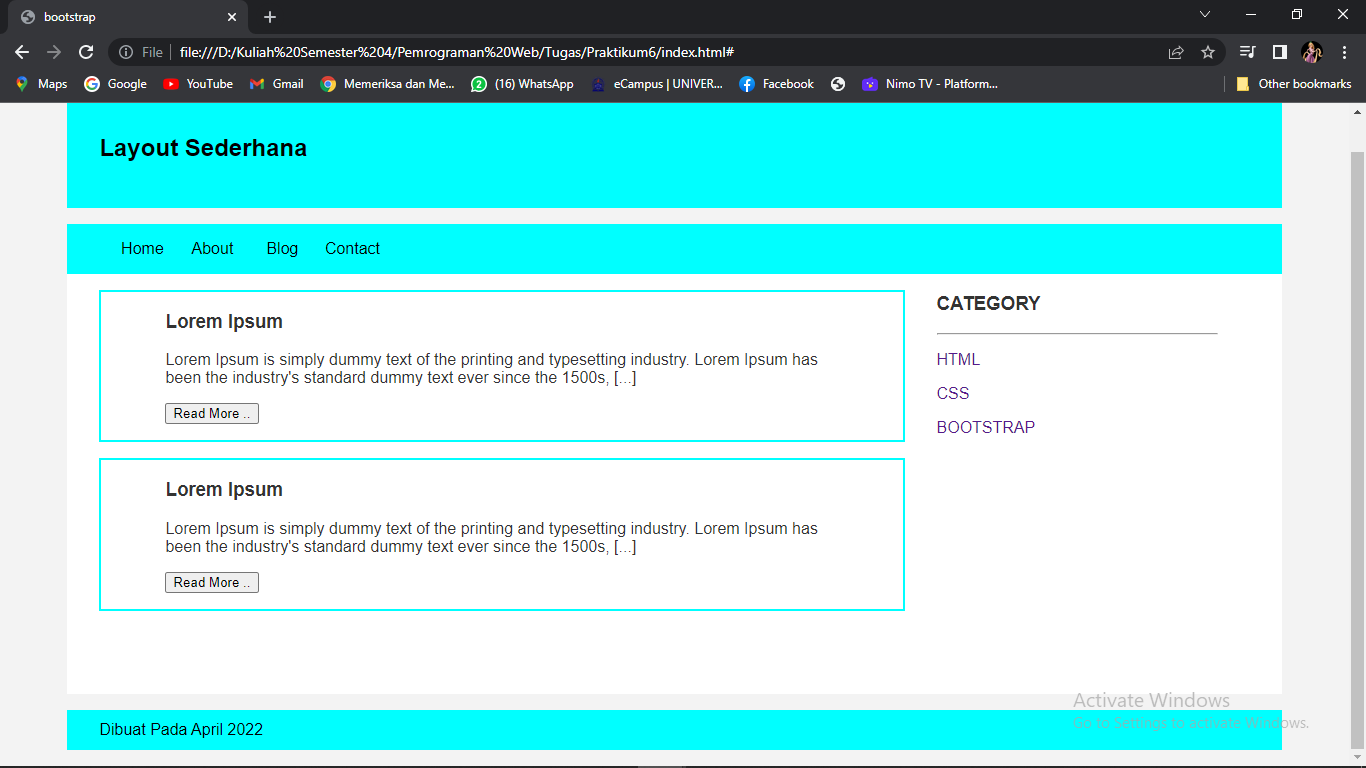 bootstrap
File file:///D:/Kuliah%20Semester%204/Pemrograman%20Web/Tugas/Praktikum6/index.html#
Maps Google YouTube Gmail Memeriksa dan Me... (16) WhatsApp eCampus | UNIVER... Facebook Nimo TV - Platform... Other bookmarks
Layout Sederhana
Home About Blog Contact
Lorem Ipsum
Lorem Ipsum is simply dummy text of the printing and typesetting industry. Lorem Ipsum has
been the industry's standard dummy text ever since the 1500s, [...]
Read More ..
Lorem Ipsum
Lorem Ipsum is simply dummy text of the printing and typesetting industry. Lorem Ipsum has
been the industry's standard dummy text ever since the 1500s, [...]
Read More ..
CATEGORY
HTML
CSS
BOOTSTRAP
Activate Windows
Go to Settings to activate Windows.
Dibuat Pada April 2022